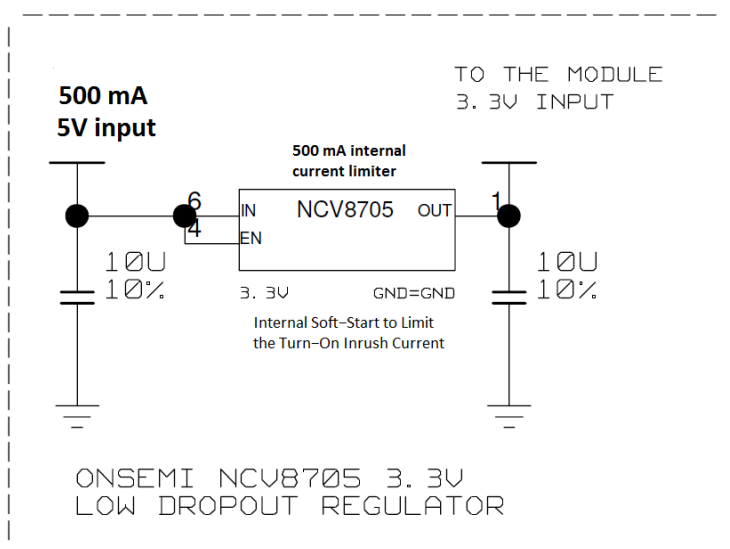 500 mA
5V input
TO THE MODULE
3.3V INPUT
500 mA internal
current limiter
6
4
IN
EN
NCV8705
OUT
1
10U
10%
3.3V
GND=GND
10U
10%
Internal Soft−Start to Limit
the Turn−On Inrush Current
ONSEMI NCV8705 3.3V
LOW DROPOUT REGULATOR